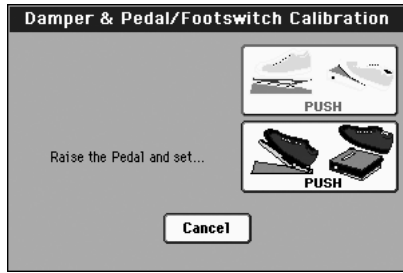 Damper & Pedal/Footswitch Calibration
PUSH
Raise the Pedal and set...
PUSH
Cancel